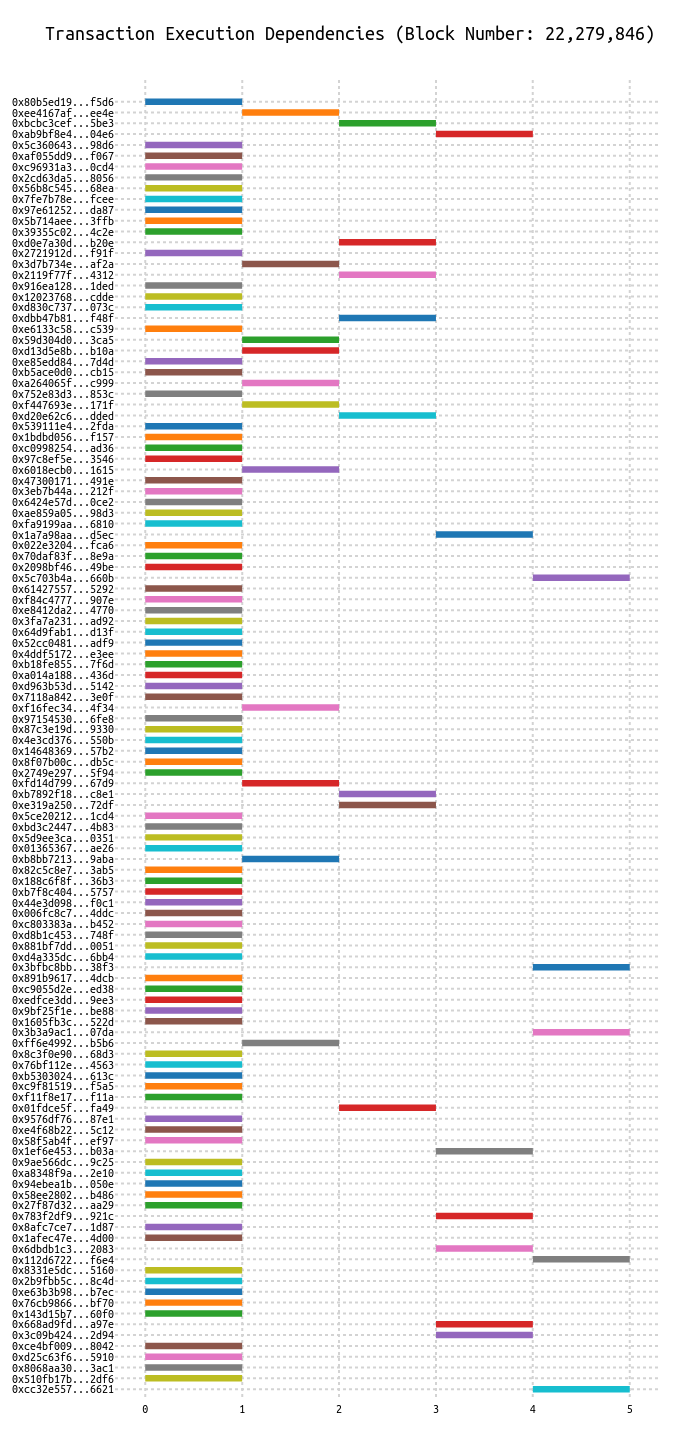 Transaction Execution Dependencies (Block Number: 22,279,846)
0x80b5ed19...f5d6
0xee4167af...ee4e
0xbcbc3cef...5be3
0xab9bf8e4...04e6
0x5c360643...98d6
0xaf055dd9...f067
0xc96931a3...0cd4
0x2cd63da5...8056
0x56b8c545...68ea
0x7fe7b78e...fcee
0x97e61252...da87
0x5b714aee...3ffb
0x39355c02...4c2e
0xd0e7a30d...b20e
0x2721912d...f91f
0x3d7b734e...af2a
0x2119f77f...4312
0x916ea128...1ded
0x12023768...cdde
0xd830c737...073c
0xdbb47b81...f48f
0xe6133c58...c539
0x59d304d0...3ca5
0xd13d5e8b...b10a
0xe85edd84...7d4d
0xb5ace0d0...cb15
0xa264065f...c999
0x752e83d3...853c
0xf447693e...171f
0xd20e62c6...dded
0x539111e4...2fda
0x1bdbd056...f157
0xc0998254...ad36
0x97c8ef5e...3546
0x6018ecb0...1615
0x47300171...491e
0x3eb7b44a...212f
0x6424e57d...0ce2
0xae859a05...98d3
0xfa9199aa...6810
0x1a7a98aa...d5ec
0x022e3204...fca6
0x70daf83f...8e9a
0x2098bf46...49be
0x5c703b4a...660b
0x61427557...5292
0xf84c4777...907e
0xe8412da2...4770
0x3fa7a231...ad92
0x64d9fab1...d13f
0x52cc0481...adf9
0x4ddf5172...e3ee
0xb18fe855...7f6d
0xa014a188...436d
0xd963b53d...5142
0x7118a842...3e0f
0xf16fec34...4f34
0x97154530...6fe8
0x87c3e19d...9330
0x4e3cd376...550b
0x14648369...57b2
0x8f07b00c...db5c
0x2749e297...5f94
0xfd14d799...67d9
0xb7892f18...c8e1
0xe319a250...72df
0x5ce20212...1cd4
0xbd3c2447...4b83
0x5d9ee3ca...0351
0x01365367...ae26
0xb8bb7213...9aba
0x82c5c8e7...3ab5
0x188c6f8f...36b3
0xb7f8c404...5757
0x44e3d098...f0c1
0x006fc8c7...4ddc
0xc803383a...b452
0xd8b1c453...748f
0x881bf7dd...0051
0xd4a335dc...6bb4
0x3bfbc8bb...38f3
0x891b9617...4dcb
0xc9055d2e...ed38
0xedfce3dd...9ee3
0x9bf25f1e...be88
0x1605fb3c...522d
0x3b3a9ac1...07da
0xff6e4992...b5b6
0x8c3f0e90...68d3
0x76bf112e...4563
0xb5303024...613c
0xc9f81519...f5a5
0xf11f8e17...f11a
0x01fdce5f...fa49
0x9576df76...87e1
0xe4f68b22...5c12
0x58f5ab4f...ef97
0x1ef6e453...b03a
0x9ae566dc...9c25
0xa8348f9a...2e10
0x94ebea1b...050e
0x58ee2802...b486
0x27f87d32...aa29
0x783f2df9...921c
0x8afc7ce7...1d87
0x1afec47e...4d00
0x6dbdb1c3...2083
0x112d6722...f6e4
0x8331e5dc...5160
0x2b9fbb5c...8c4d
0xe63b3b98...b7ec
0x76cb9866...bf70
0x143d15b7...60f0
0x668ad9fd...a97e
0x3c09b424...2d94
0xce4bf009...8042
0xd25c63f6...5910
0x8068aa30...3ac1
0x510fb17b...2df6
0xcc32e557...6621
0 1 2 3 4 5